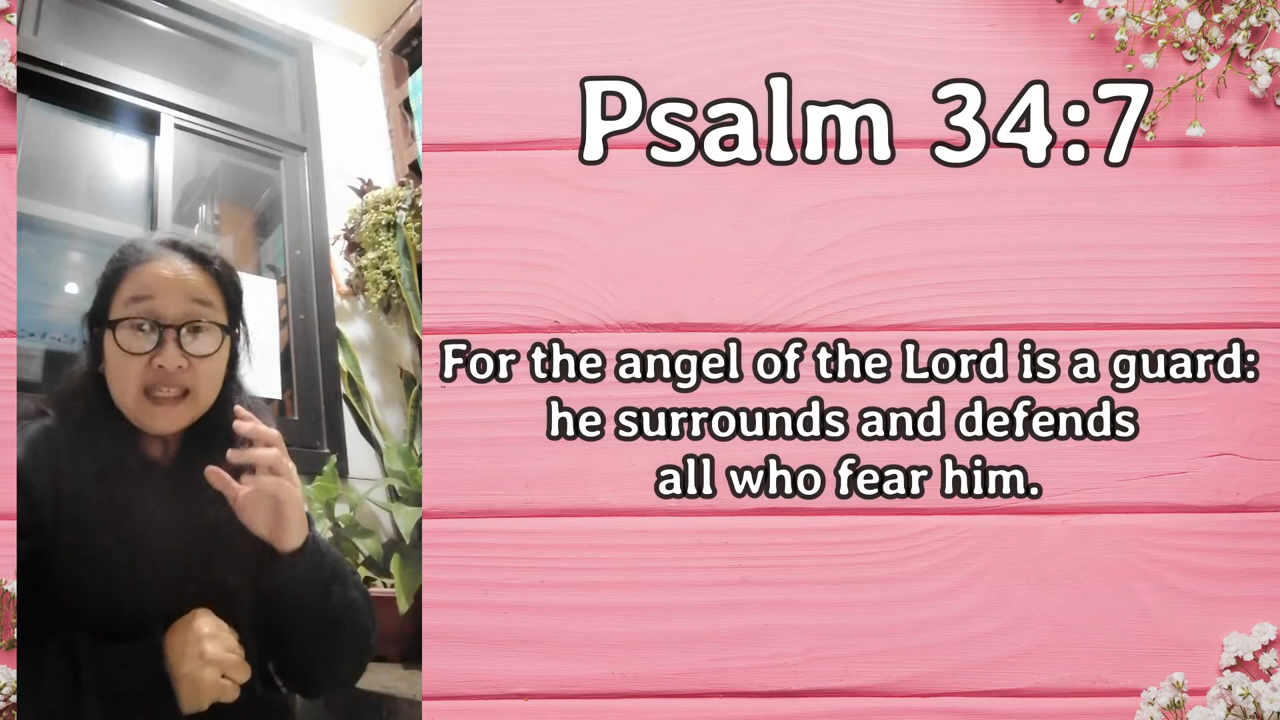 Psalm 34:7
For the angel of the Lord is a guard:
he surrounds and defends
all who fear him.